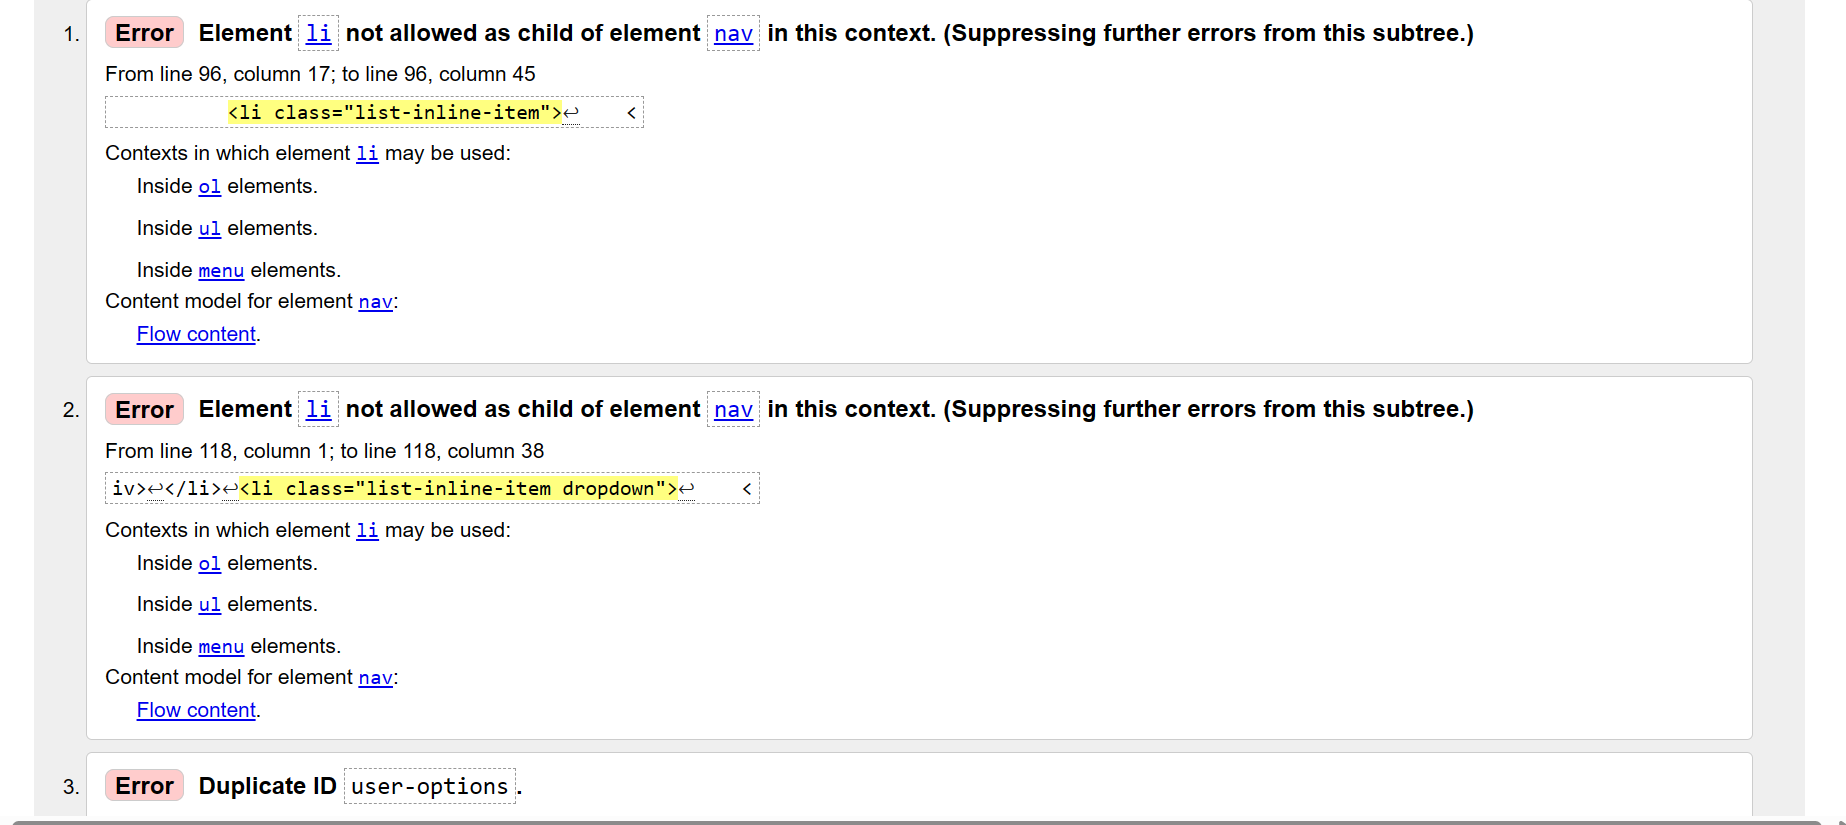 1. Error Element li not allowed as child of element nav in this context. (Suppressing further errors from this subtree.)
From line 96, column 17; to line 96, column 45
<li class="list-inline-item">↩ <
Contexts in which element li may be used:
Inside ol elements.
Inside ul elements.
Inside menu elements.
Content model for element nav:
Flow content.
2. Error Element li not allowed as child of element nav in this context. (Suppressing further errors from this subtree.)
From line 118, column 1; to line 118, column 38
iv>↩</li>↩<li class="list-inline-item dropdown">↩ <
Contexts in which element li may be used:
Inside ol elements.
Inside ul elements.
Inside menu elements.
Content model for element nav:
Flow content.
3. Error Duplicate ID user-options.